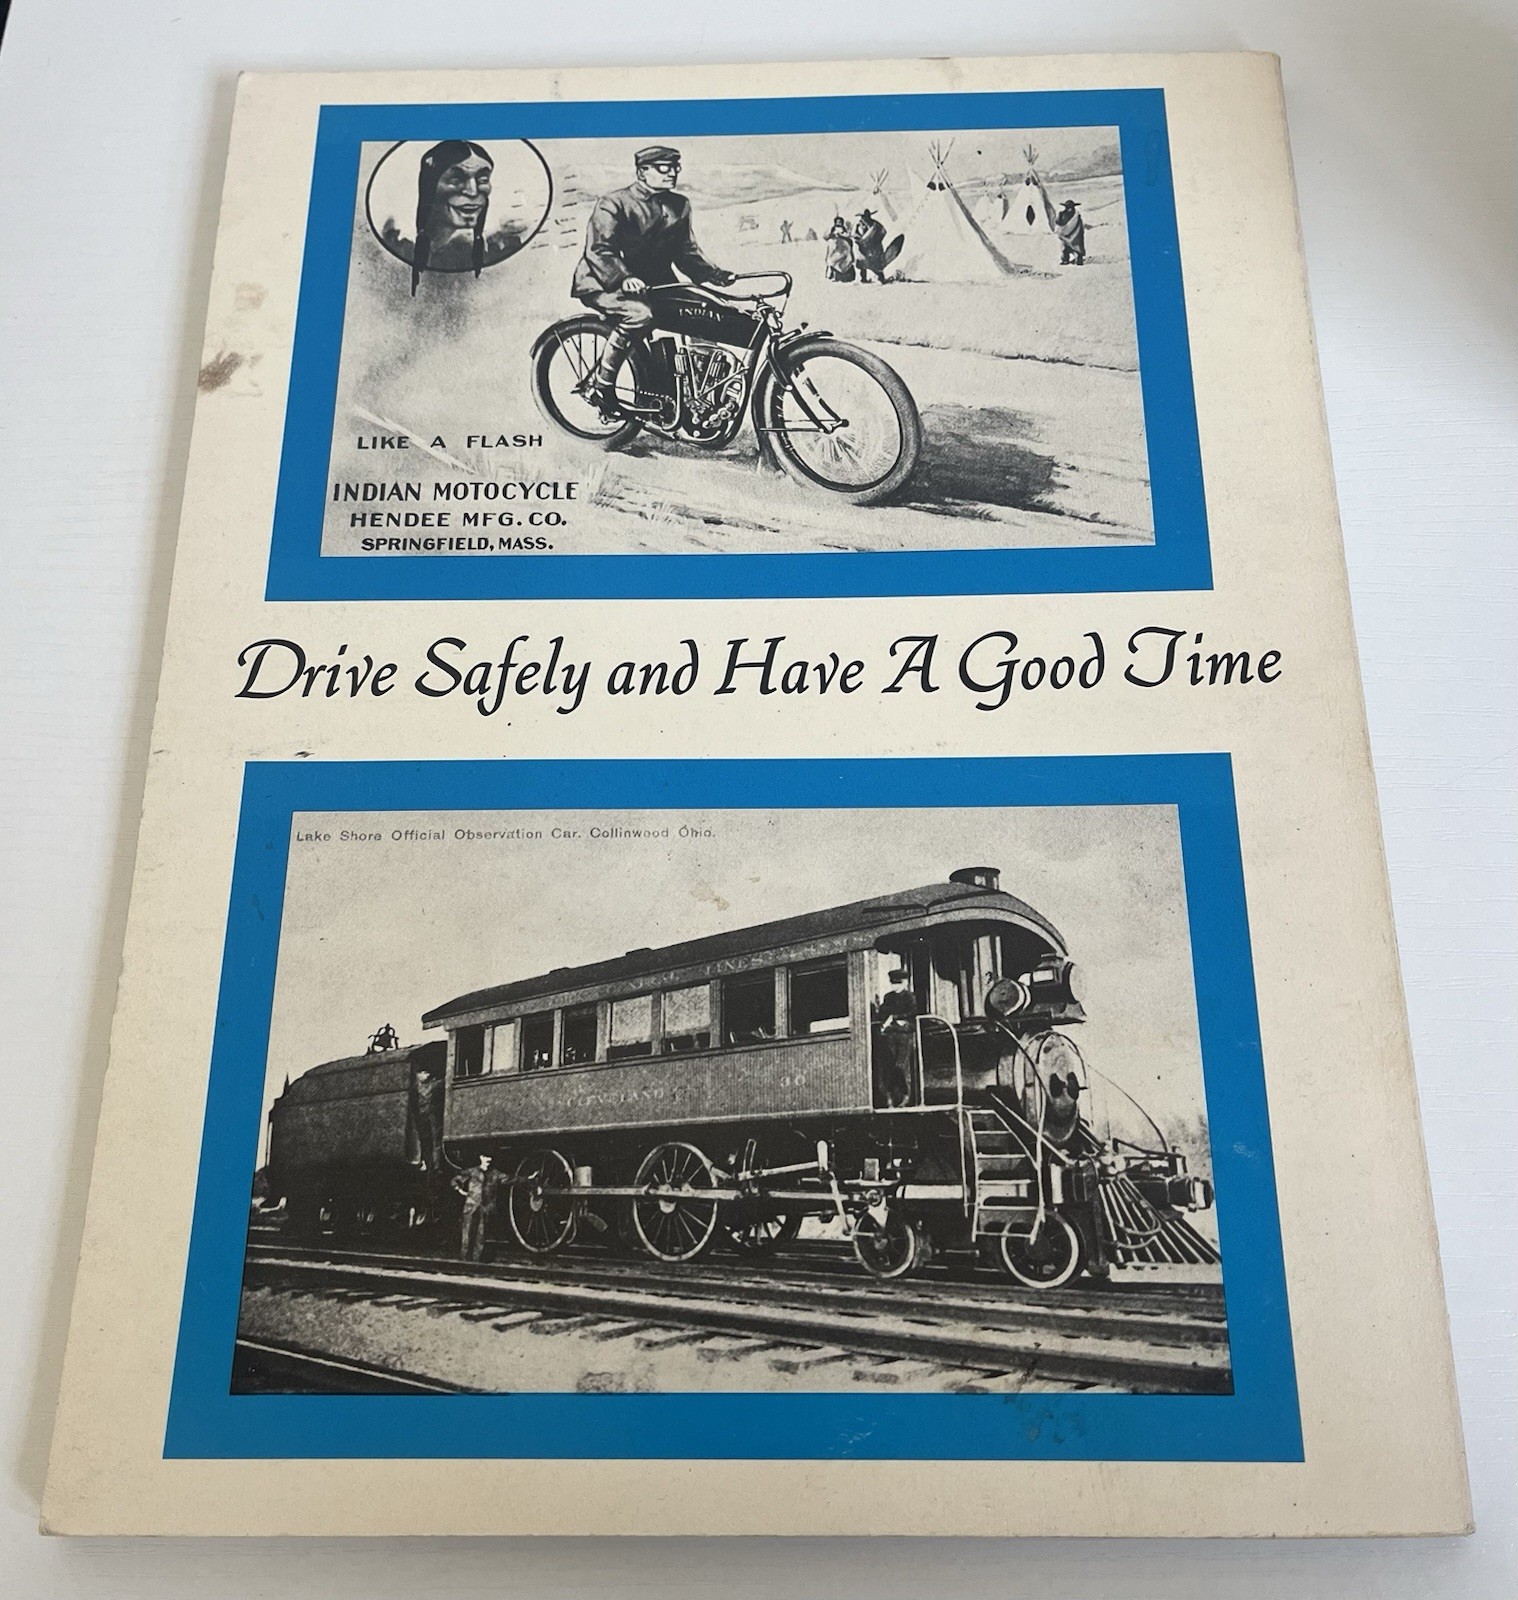 INDIAN
LIKE A FLASH
INDIAN MOTOCYCLE
HENDEE MFG. CO.
SPRINGFIELD, MASS.
Drive Safely and Have A Good Time
Lake Shore Official Observation Car. Collinwood Ohio.
LINES
CLEVELAND
30